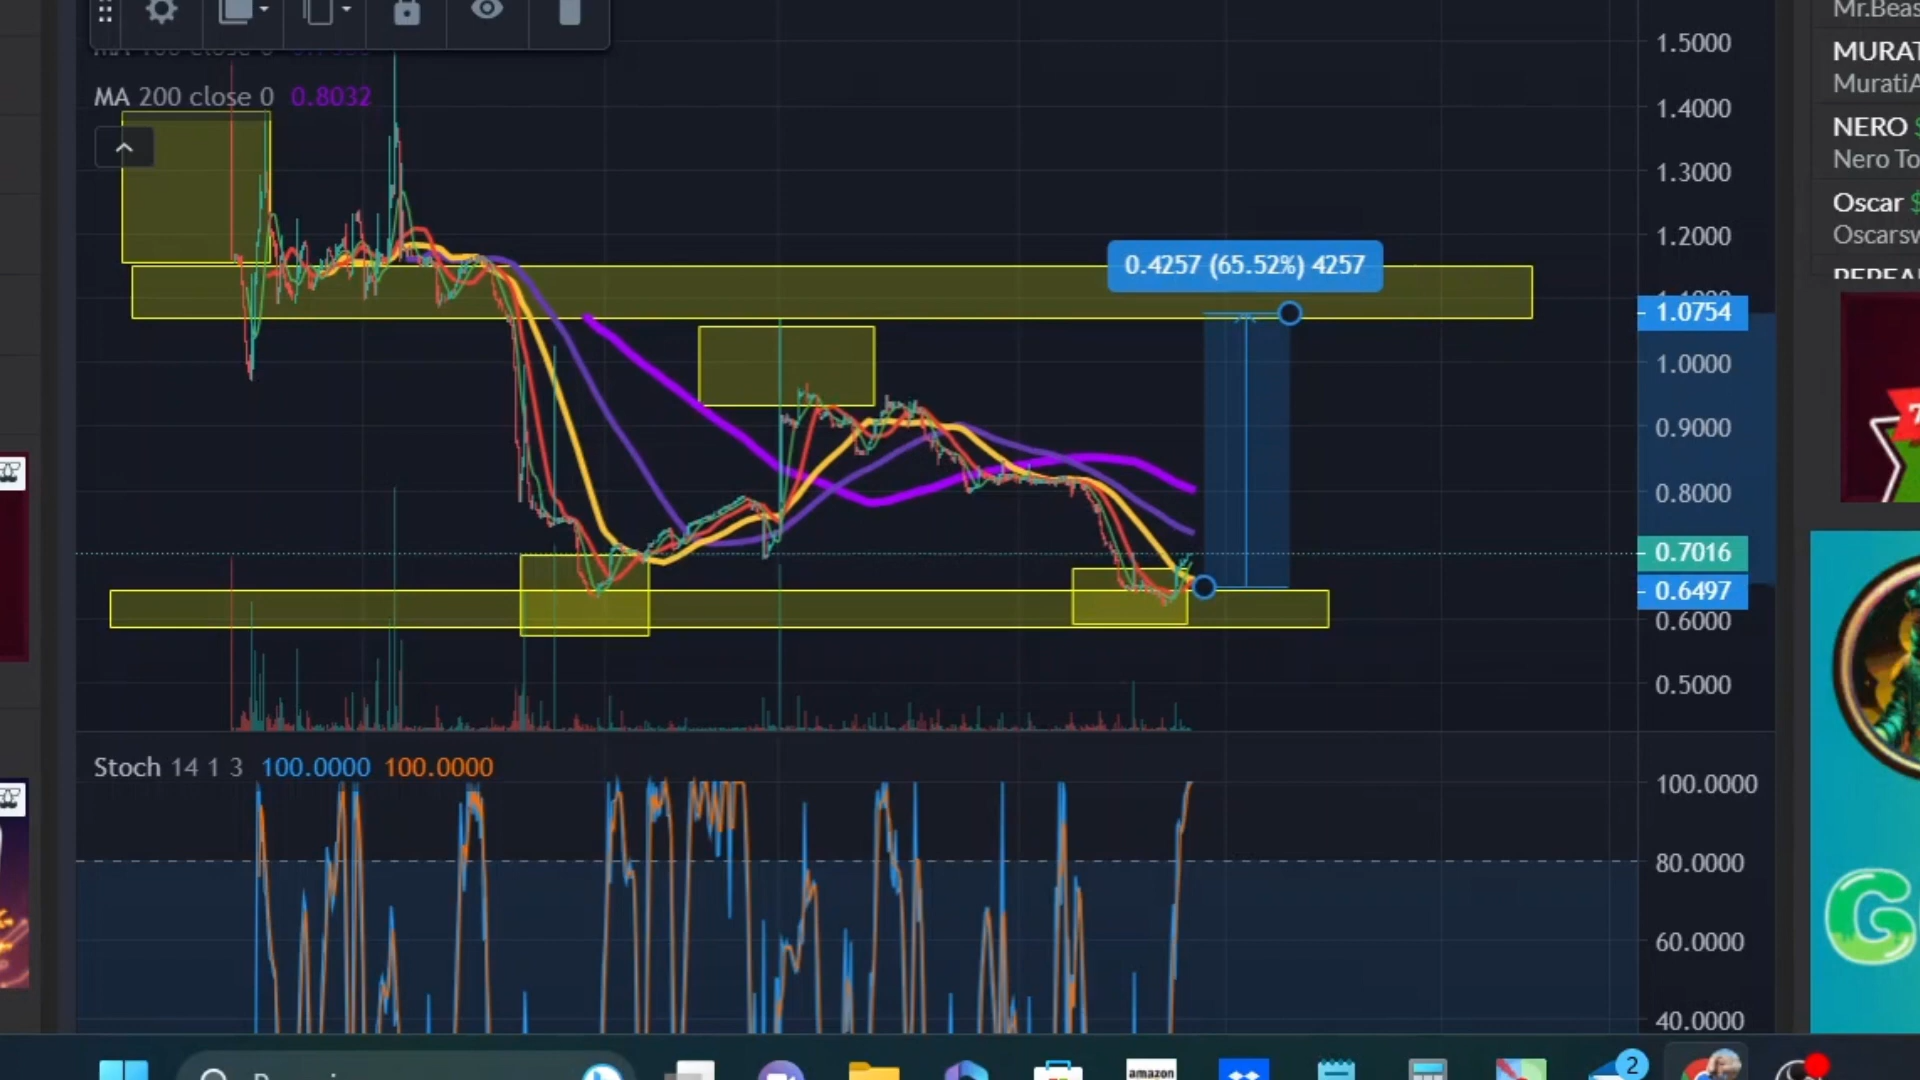 MA 200 close 0 0.8032
0.4257 (65.52%) 4257
1.5000
1.4000
1.3000
1.2000
1.0754
1.0000
0.9000
0.8000
0.7016
0.6497
0.6000
0.5000
Stoch 14 1 3 100.0000 100.0000
100.0000
80.0000
60.0000
40.0000
Mr.Beas
MURAT
MuratiA
NERO $
Nero To
Oscar $
Oscarsw
G
amazon
2